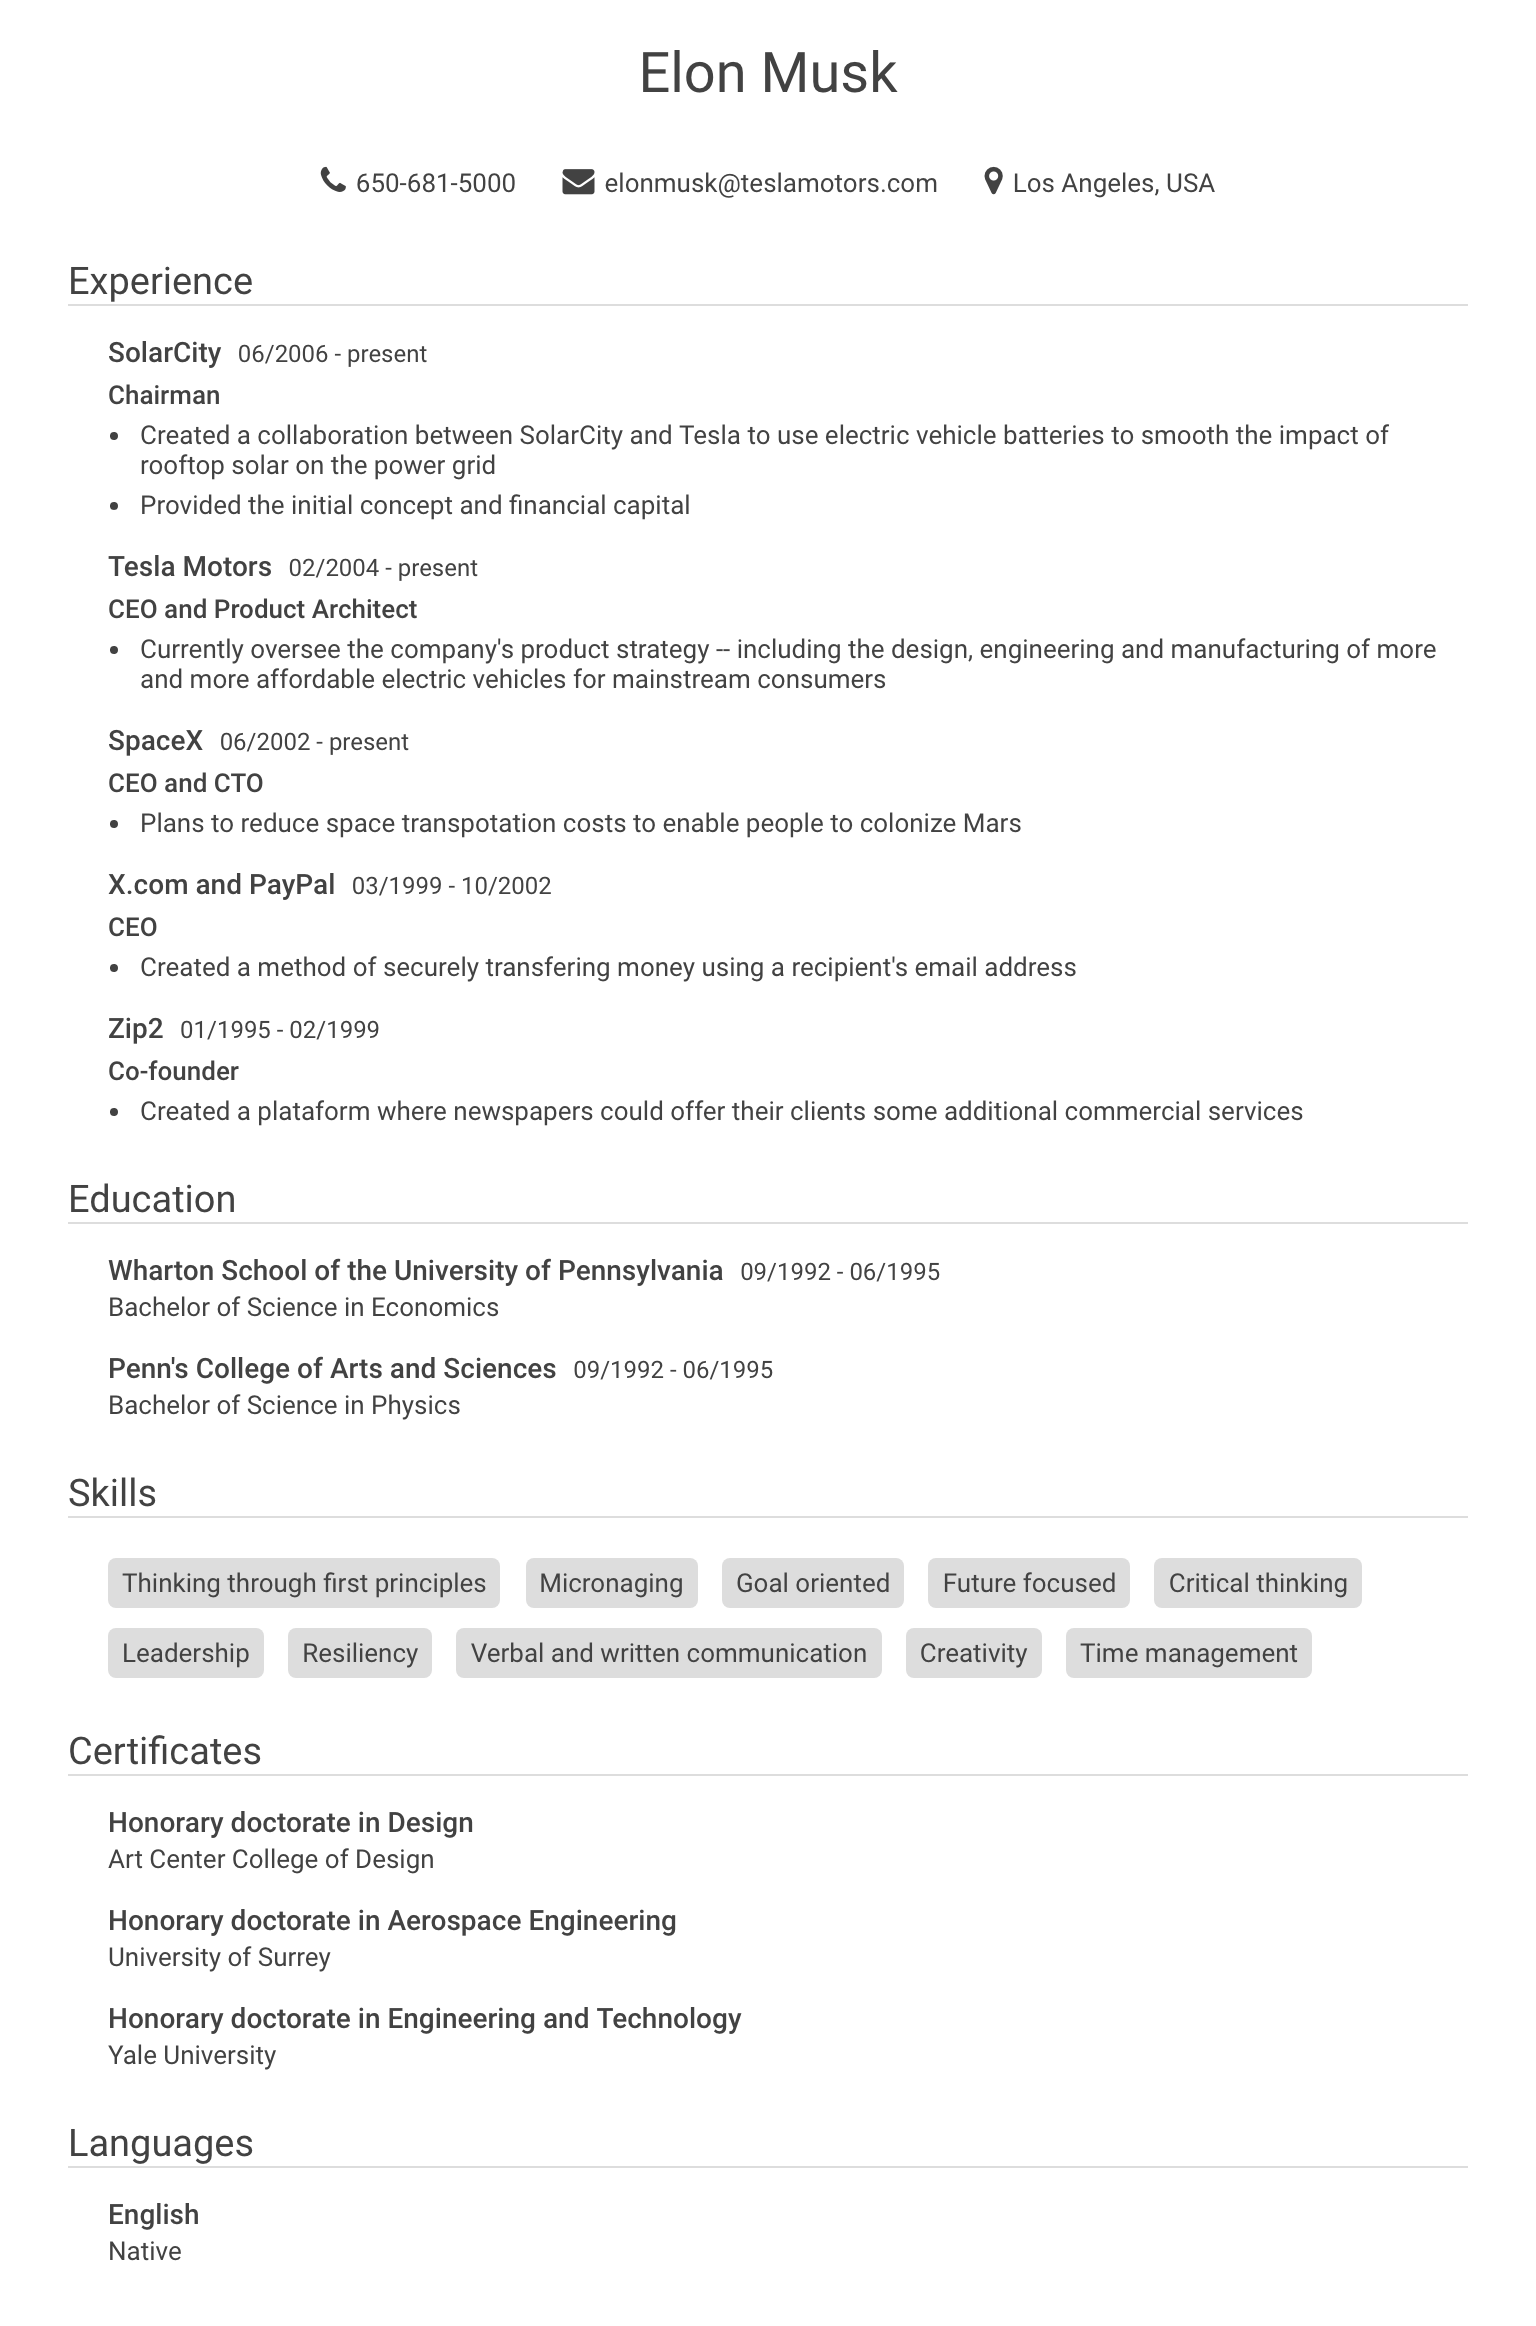 Elon Musk
650-681-5000 elonmusk@teslamotors.com Los Angeles, USA
Experience
SolarCity 06/2006 - present
Chairman
• Created a collaboration between SolarCity and Tesla to use electric vehicle batteries to smooth the impact of
rooftop solar on the power grid
• Provided the initial concept and financial capital
Tesla Motors 02/2004 - present
CEO and Product Architect
• Currently oversee the company's product strategy -- including the design, engineering and manufacturing of more
and more affordable electric vehicles for mainstream consumers
SpaceX 06/2002 - present
CEO and CTO
• Plans to reduce space transpotation costs to enable people to colonize Mars
X.com and PayPal 03/1999 - 10/2002
CEO
• Created a method of securely transfering money using a recipient's email address
Zip2 01/1995 - 02/1999
Co-founder
• Created a plataform where newspapers could offer their clients some additional commercial services
Education
Wharton School of the University of Pennsylvania 09/1992 - 06/1995
Bachelor of Science in Economics
Penn's College of Arts and Sciences 09/1992 - 06/1995
Bachelor of Science in Physics
Skills
Thinking through first principles Micronaging Goal oriented Future focused Critical thinking
Leadership Resiliency Verbal and written communication Creativity Time management
Certificates
Honorary doctorate in Design
Art Center College of Design
Honorary doctorate in Aerospace Engineering
University of Surrey
Honorary doctorate in Engineering and Technology
Yale University
Languages
English
Native